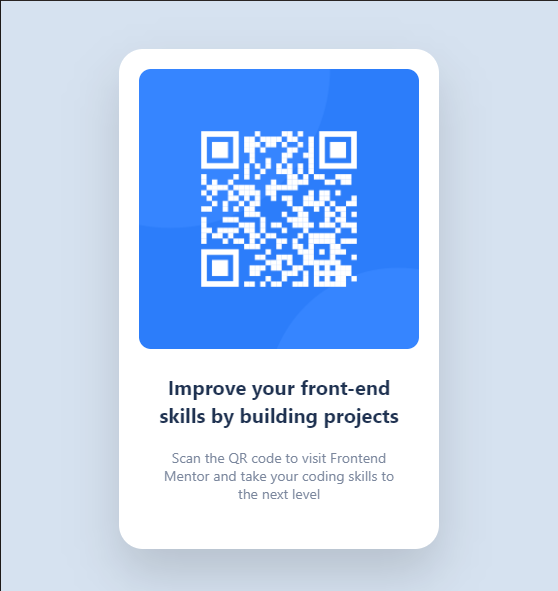 Improve your front-end
skills by building projects
Scan the QR code to visit Frontend
Mentor and take your coding skills to
the next level